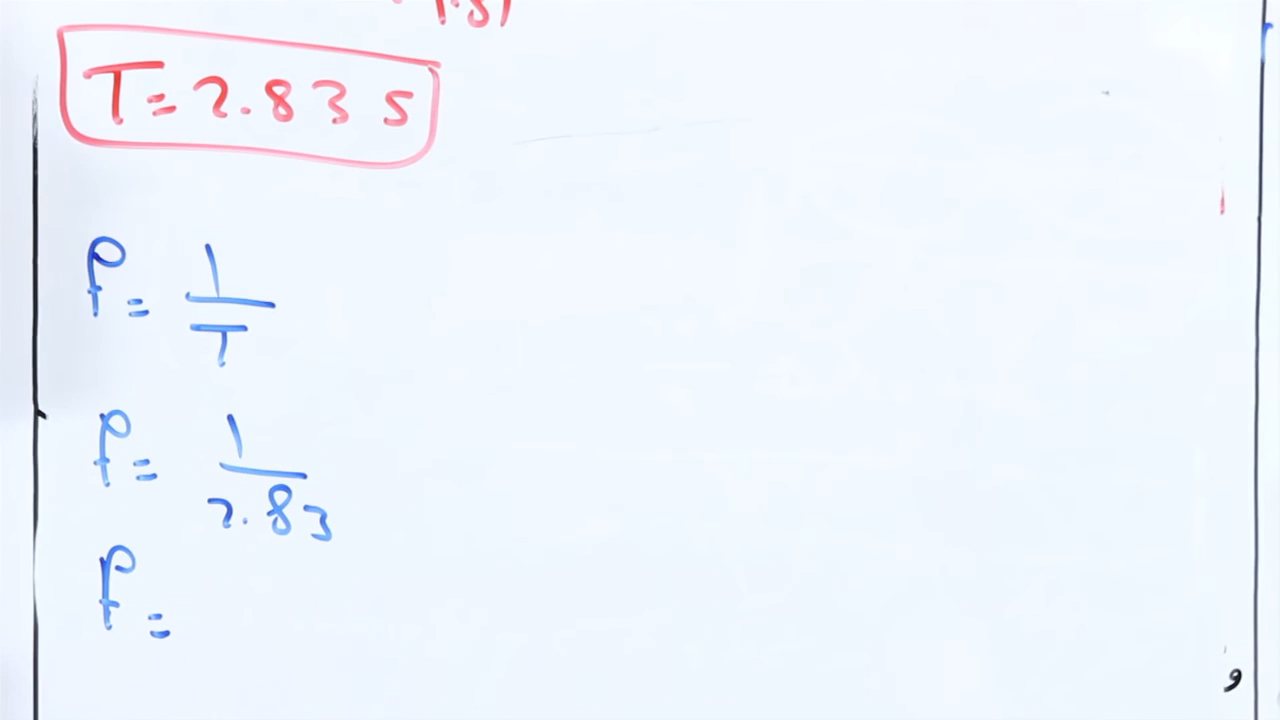 T = 2.83 s
f = 1/T
f = 1/2.83
f =